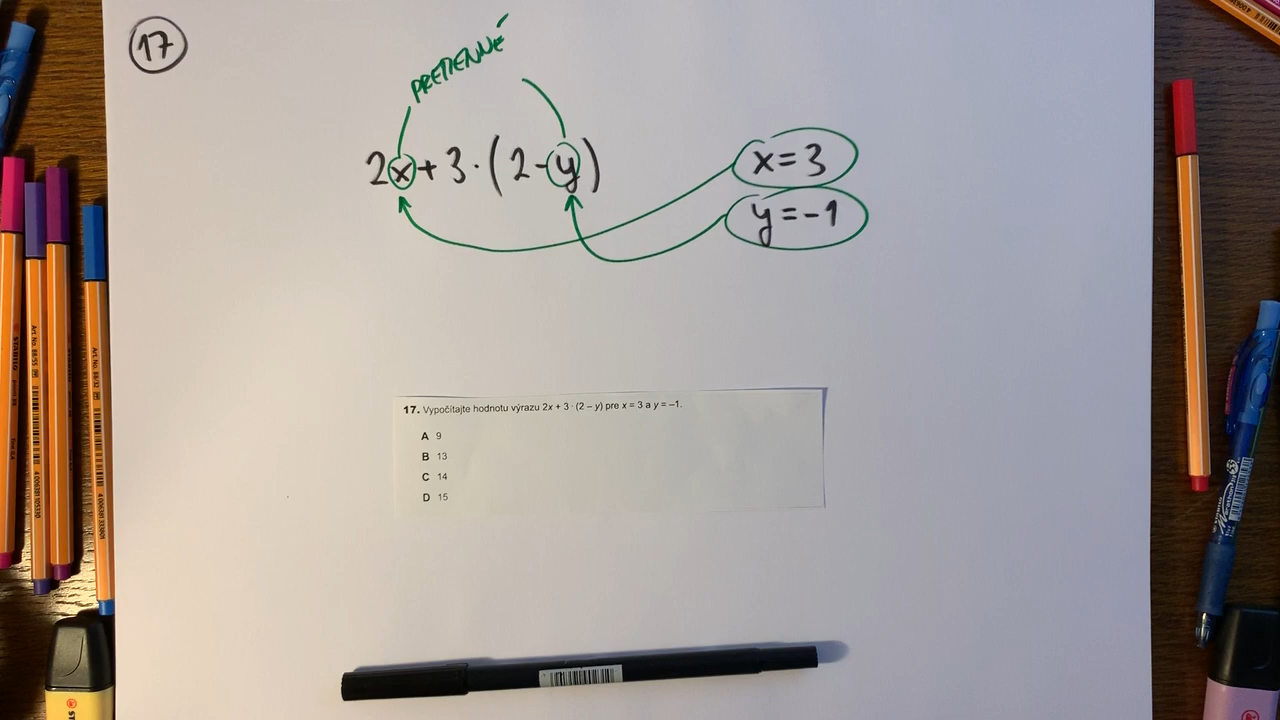 17
PREMENNÉ
2x+3·(2-y)
x=3
y=-1
17. Vypočítajte hodnotu výrazu 2x + 3 · (2 – y) pre x = 3 a y = –1.
A 9
B 13
C 14
D 15